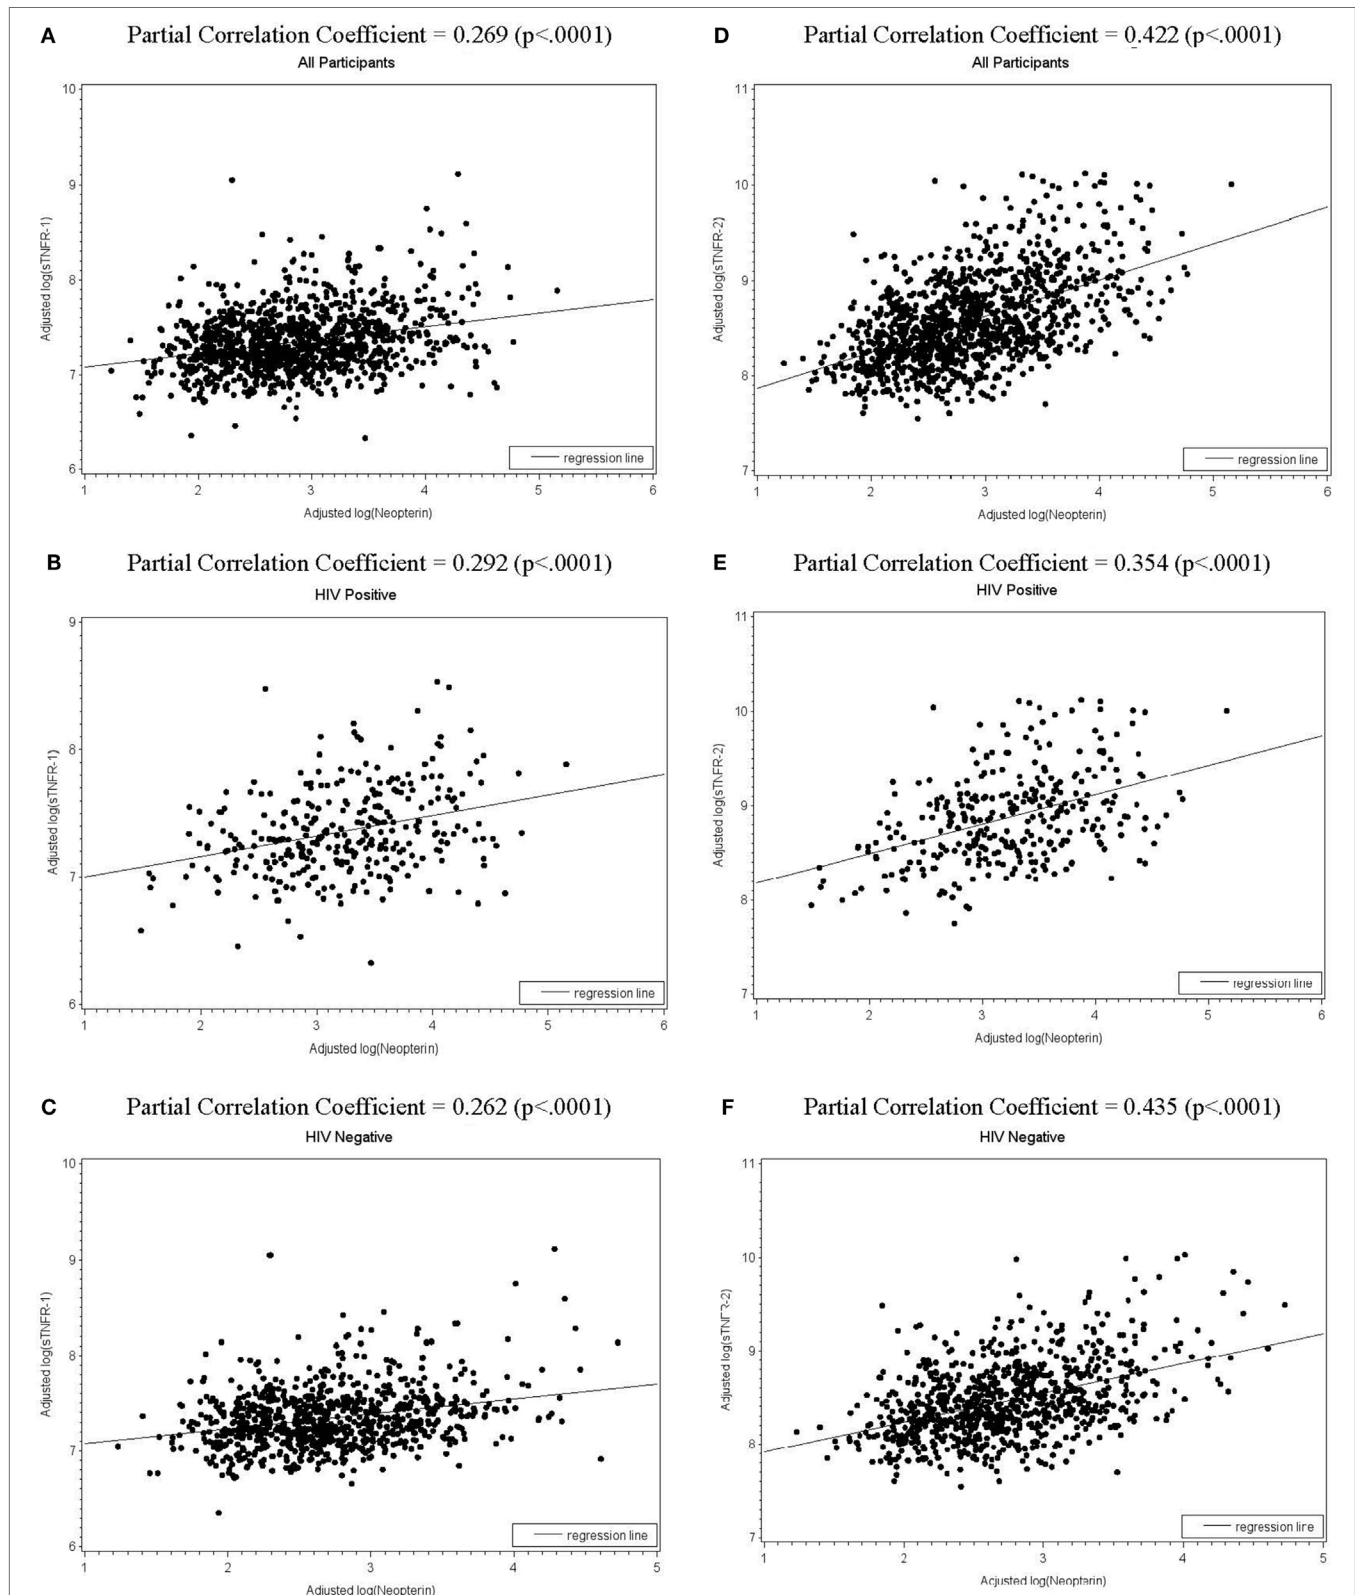 A Partial Correlation Coefficient = 0.269 (p<.0001)
All Participants
10
9
8
7
6
Adjusted log(sTNFR-1)
regression line
1 2 3 4 5 6
Adjusted log(Neopterin)
D Partial Correlation Coefficient = 0.422 (p<.0001)
All Participants
11
10
9
8
7
Adjusted log(sTNFR-2)
regression line
1 2 3 4 5 6
Adjusted log(Neopterin)
B Partial Correlation Coefficient = 0.292 (p<.0001)
HIV Positive
9
8
7
6
Adjusted log(sTNFR-1)
regression line
1 2 3 4 5 6
Adjusted log(Neopterin)
E Partial Correlation Coefficient = 0.354 (p<.0001)
HIV Positive
11
10
9
8
7
Adjusted log(sTNFR-2)
regression line
1 2 3 4 5 6
Adjusted log(Neopterin)
C Partial Correlation Coefficient = 0.262 (p<.0001)
HIV Negative
10
9
8
7
6
Adjusted log(sTNFR-1)
regression line
1 2 3 4 5
Adjusted log(Neopterin)
F Partial Correlation Coefficient = 0.435 (p<.0001)
HIV Negative
11
10
9
8
7
Adjusted log(sTNFR-2)
regression line
1 2 3 4 5
Adjusted log(Neopterin)